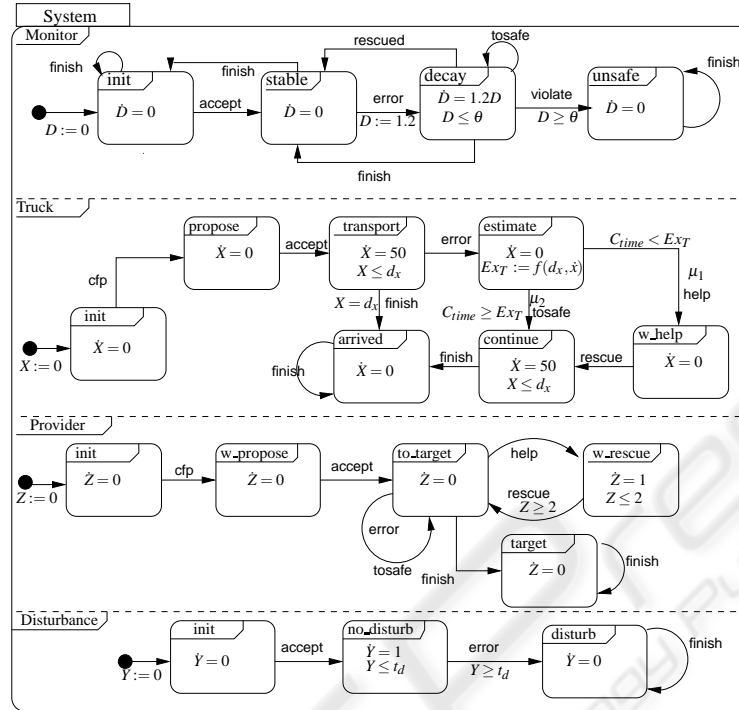 System
Monitor
finish
init
Ḋ = 0
D := 0
accept
finish
stable
Ḋ = 0
rescued
error
D := 1.2
decay
Ḋ = 1.2D
D ≤ θ
tosafe
violate
D ≥ θ
unsafe
Ḋ = 0
finish
finish
Truck
propose
Ẋ = 0
cfp
init
Ẋ = 0
X := 0
accept
transport
Ẋ = 50
X ≤ d_x
error
estimate
Ẋ = 0
Ex_T := f(d_x, ẋ)
C_time < Ex_T
μ_1
help
X = d_x
finish
C_time ≥ Ex_T
μ_2
tosafe
arrived
Ẋ = 0
finish
finish
continue
Ẋ = 50
X ≤ d_x
rescue
w_help
Ẋ = 0
Provider
init
Ż = 0
Z := 0
cfp
w_propose
Ż = 0
accept
to_target
Ż = 0
help
rescue
Z ≥ 2
w_rescue
Ż = 1
Z ≤ 2
error
tosafe
finish
target
Ż = 0
finish
Disturbance
init
Ẏ = 0
Y := 0
accept
no_disturb
Ẏ = 1
Y ≤ t_d
error
Y ≥ t_d
disturb
Ẏ = 0
finish